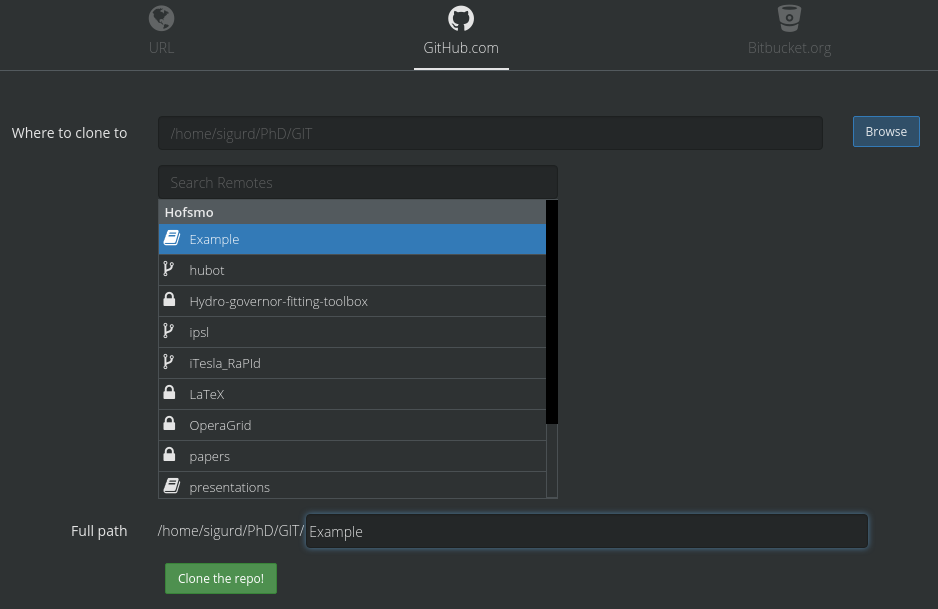 URL
GitHub.com
Bitbucket.org
Where to clone to
/home/sigurd/PhD/GIT
Browse
Search Remotes
Hofsmo
Example
hubot
Hydro-governor-fitting-toolbox
ipsl
iTesla_RaPId
LaTeX
OperaGrid
papers
presentations
Full path
/home/sigurd/PhD/GIT/
Example
Clone the repo!